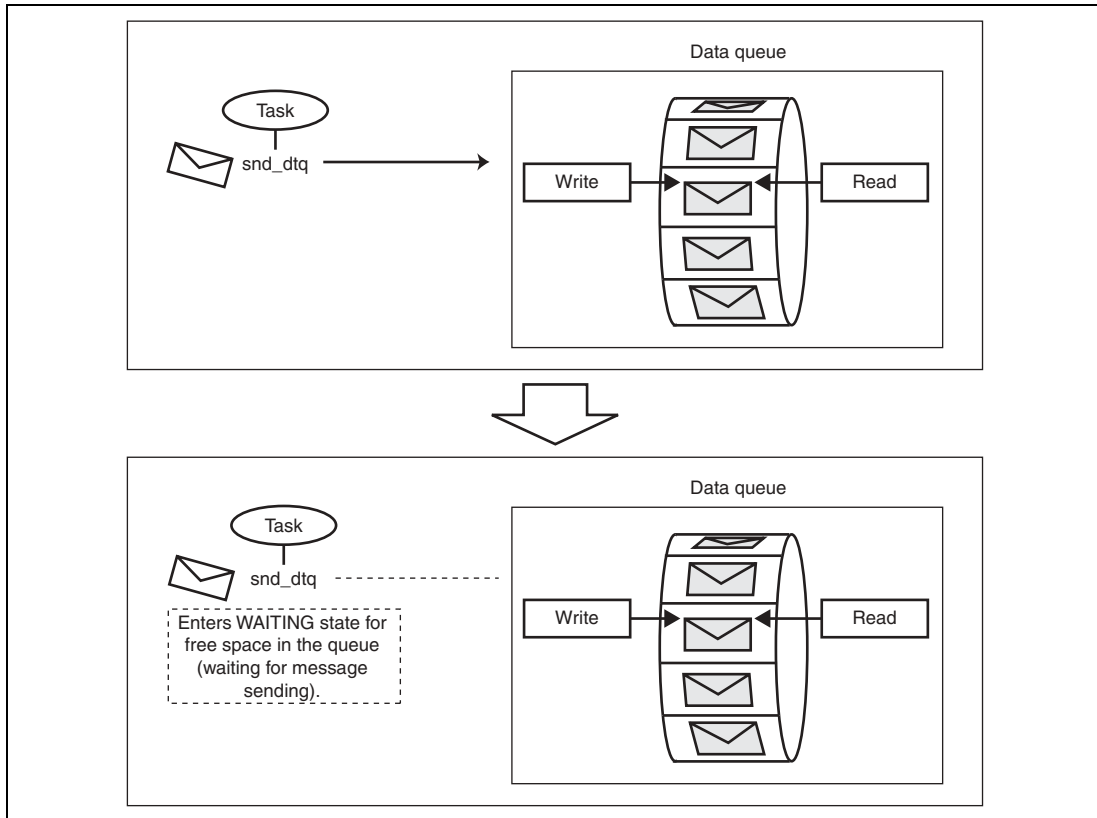 Data queue
Task
snd_dtq
Write
Read
Data queue
Task
snd_dtq
Write
Read
Enters WAITING state for
free space in the queue
(waiting for message
sending).